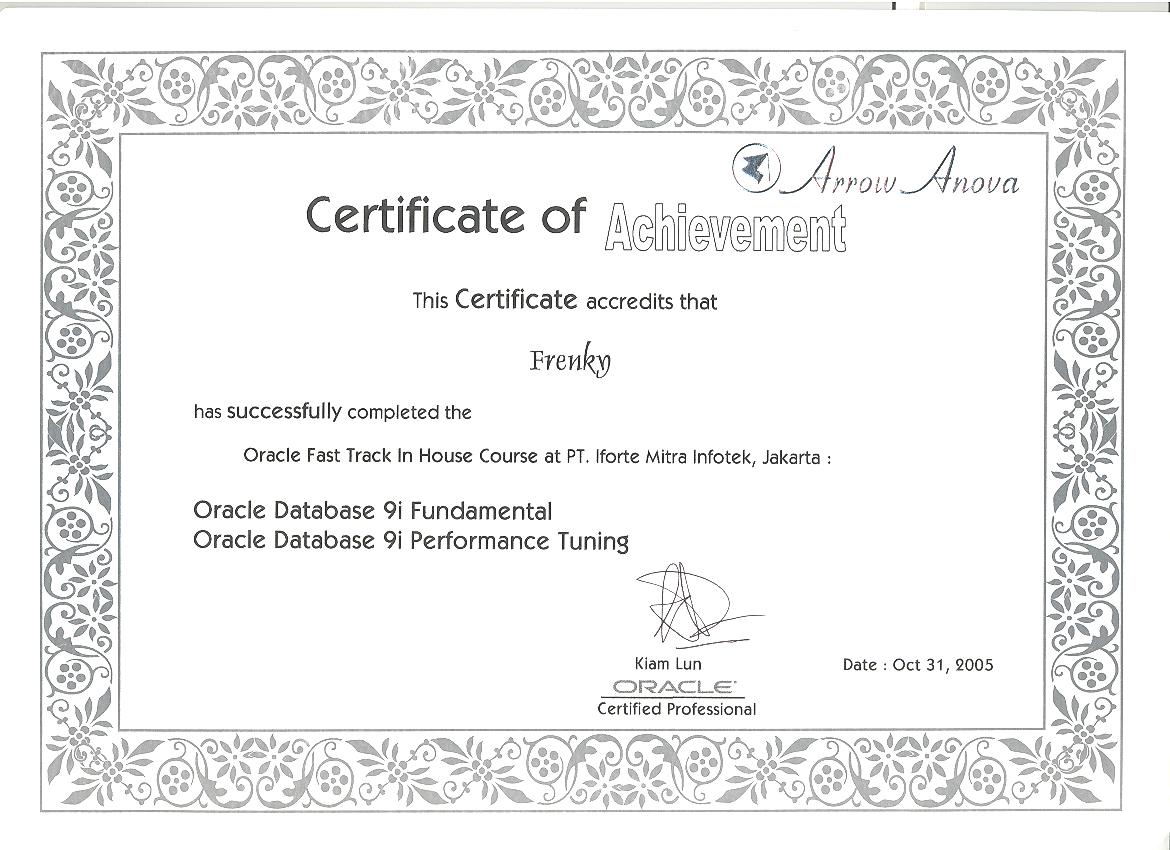 Arrow Anova
Certificate of Achievement
This Certificate accredits that
Frenky
has successfully completed the
Oracle Fast Track In House Course at PT. Iforte Mitra Infotek, Jakarta :
Oracle Database 9i Fundamental
Oracle Database 9i Performance Tuning
Kiam Lun
Date : Oct 31, 2005
ORACLE
Certified Professional